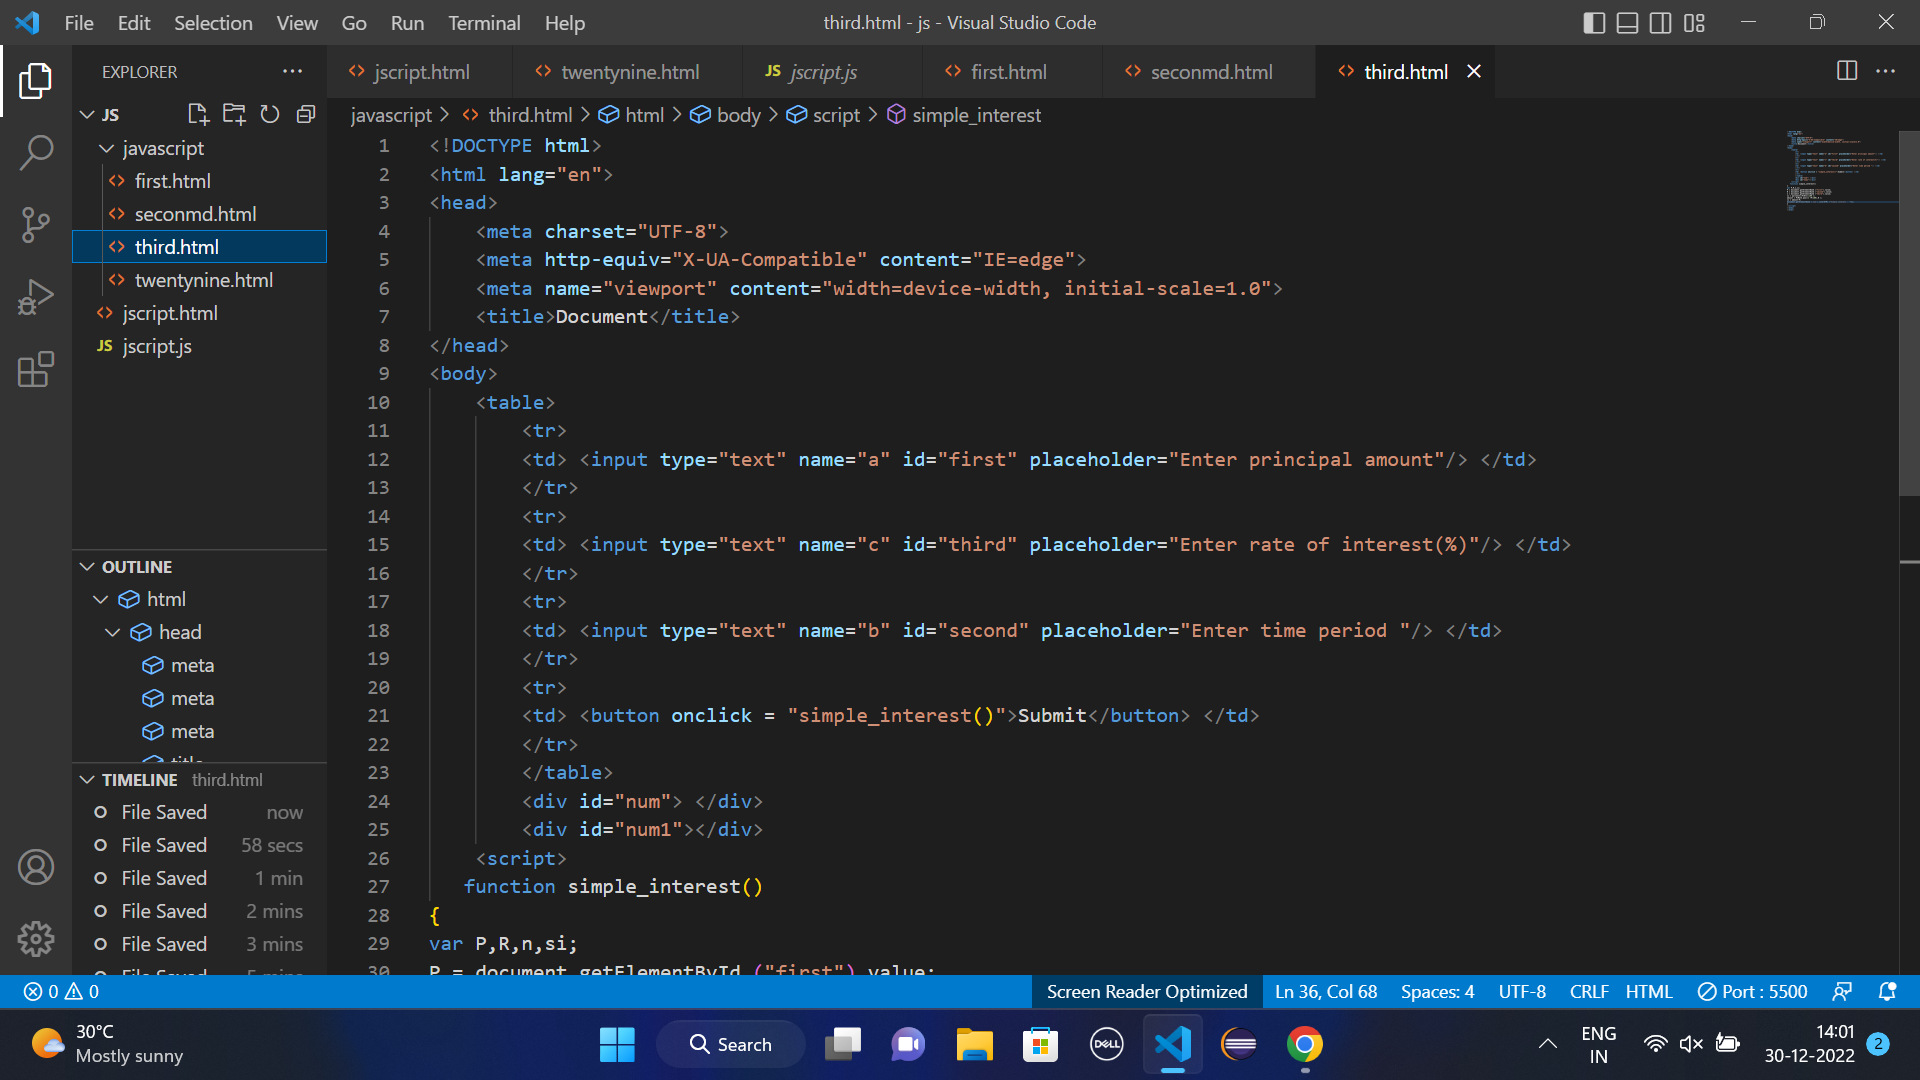 File Edit Selection View Go Run Terminal Help third.html - js - Visual Studio Code
EXPLORER
jscript.html twentynine.html JS jscript.js first.html seconmd.html third.html
JS
javascript > third.html > html > body > script > simple_interest
javascript
first.html
seconmd.html
third.html
twentynine.html
jscript.html
JS jscript.js
OUTLINE
html
head
meta
meta
meta
title
TIMELINE third.html
File Saved now
File Saved 58 secs
File Saved 1 min
File Saved 2 mins
File Saved 3 mins
File Saved 5 mins
1 <!DOCTYPE html>
2 <html lang="en">
3 <head>
4 <meta charset="UTF-8">
5 <meta http-equiv="X-UA-Compatible" content="IE=edge">
6 <meta name="viewport" content="width=device-width, initial-scale=1.0">
7 <title>Document</title>
8 </head>
9 <body>
10 <table>
11 <tr>
12 <td> <input type="text" name="a" id="first" placeholder="Enter principal amount"/> </td>
13 </tr>
14 <tr>
15 <td> <input type="text" name="c" id="third" placeholder="Enter rate of interest(%)"/> </td>
16 </tr>
17 <tr>
18 <td> <input type="text" name="b" id="second" placeholder="Enter time period "/> </td>
19 </tr>
20 <tr>
21 <td> <button onclick = "simple_interest()">Submit</button> </td>
22 </tr>
23 </table>
24 <div id="num"> </div>
25 <div id="num1"></div>
26 <script>
27 function simple_interest()
28 {
29 var P,R,n,si;
30 P = document.getElementById ("first").value;
0 0 Screen Reader Optimized Ln 36, Col 68 Spaces: 4 UTF-8 CRLF HTML Port : 5500
30°C
Mostly sunny
Search
DELL
ENG
IN
14:01
30-12-2022
2